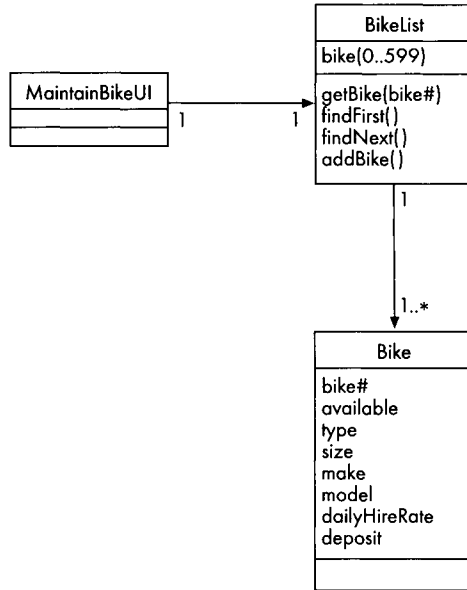 BikeList
bike(0..599)
getBike(bike#)
findFirst()
findNext()
addBike()
MaintainBikeUI
1
1
1
1..*
Bike
bike#
available
type
size
make
model
dailyHireRate
deposit